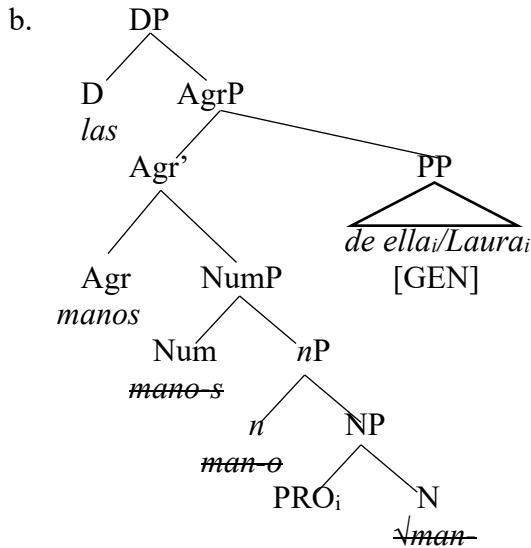 b. DP
D AgrP
las
Agr’ PP
de ellaᵢ/Lauraᵢ
Agr NumP [GEN]
manos
Num nP
mano-s
n NP
man-o
PROᵢ N
√man-